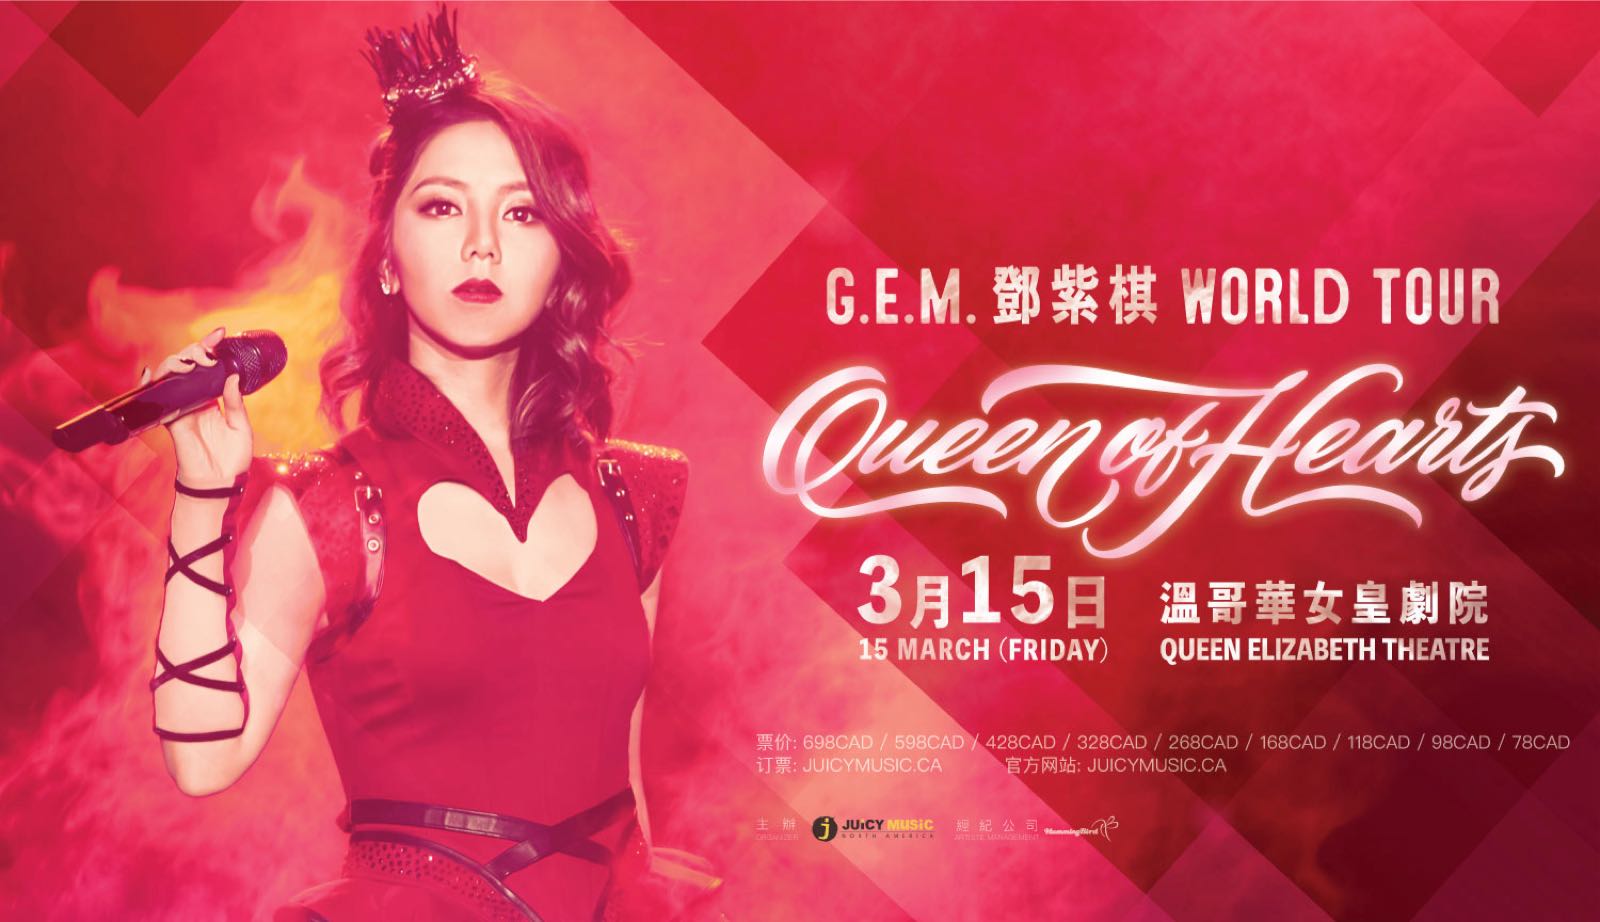 G.E.M. 鄧紫棋 WORLD TOUR
Queen of Hearts
3月15日
15 MARCH (FRIDAY)
溫哥華女皇劇院
QUEEN ELIZABETH THEATRE
票价: 698CAD / 598CAD / 428CAD / 328CAD / 268CAD / 168CAD / 118CAD / 98CAD / 78CAD
订票: JUICYMUSIC.CA 官方网站: JUICYMUSIC.CA
主辦
ORGANIZER
JUiCY MUSiC
NORTH AMERICA
經紀公司
ARTISTE MANAGEMENT
HummingBird